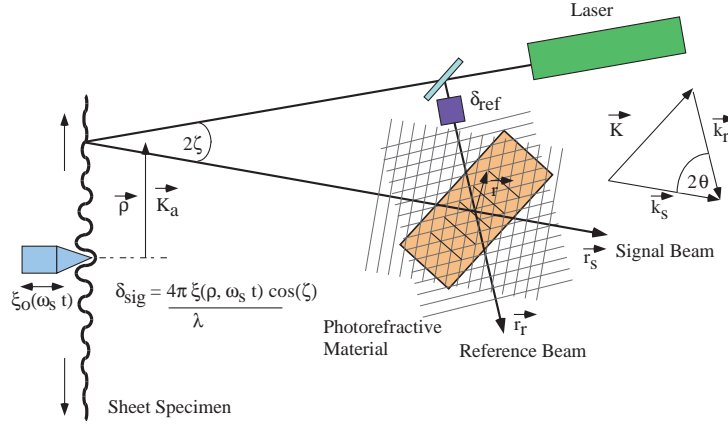 Laser
δref
K
kr
2θ
ks
2ζ
ρ
Ka
r
rs
Signal Beam
ξo(ωs t)
δsig = 4π ξ(ρ, ωs t) cos(ζ)
λ
Photorefractive
Material
rr
Reference Beam
Sheet Specimen